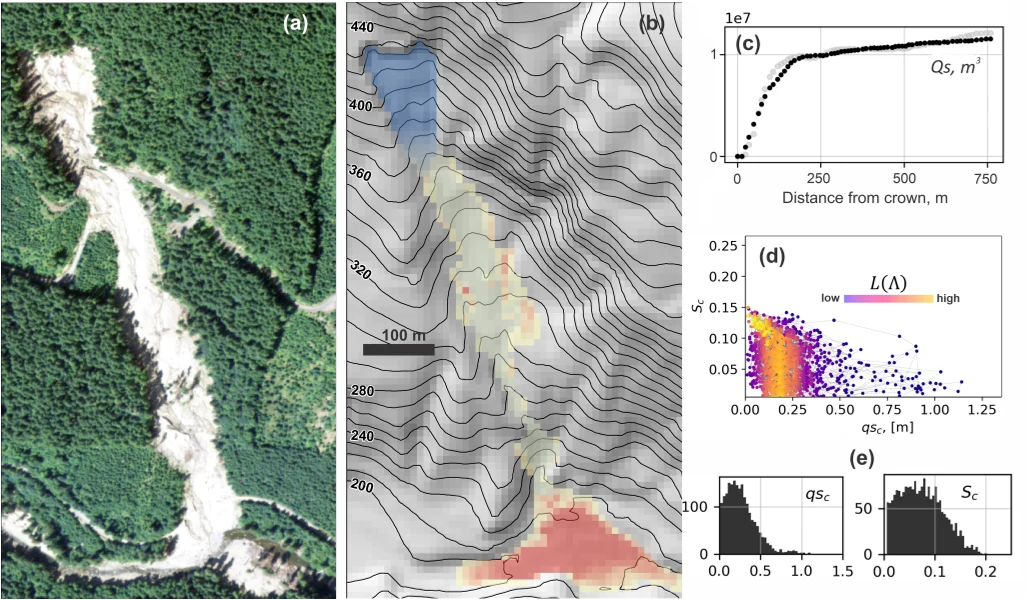 (a)
(b)
440
400
360
320
100 m
280
240
200
1e7
(c)
Qs, m³
1
0
0
250
500
750
Distance from crown, m
0.25
0.20
0.15
0.10
0.05
S_c
(d)
L(Λ)
low
high
0.00
0.25
0.50
0.75
1.00
1.25
qs_c, [m]
(e)
qs_c
100
0
0.0
0.5
1.0
1.5
S_c
50
0
0.0
0.1
0.2